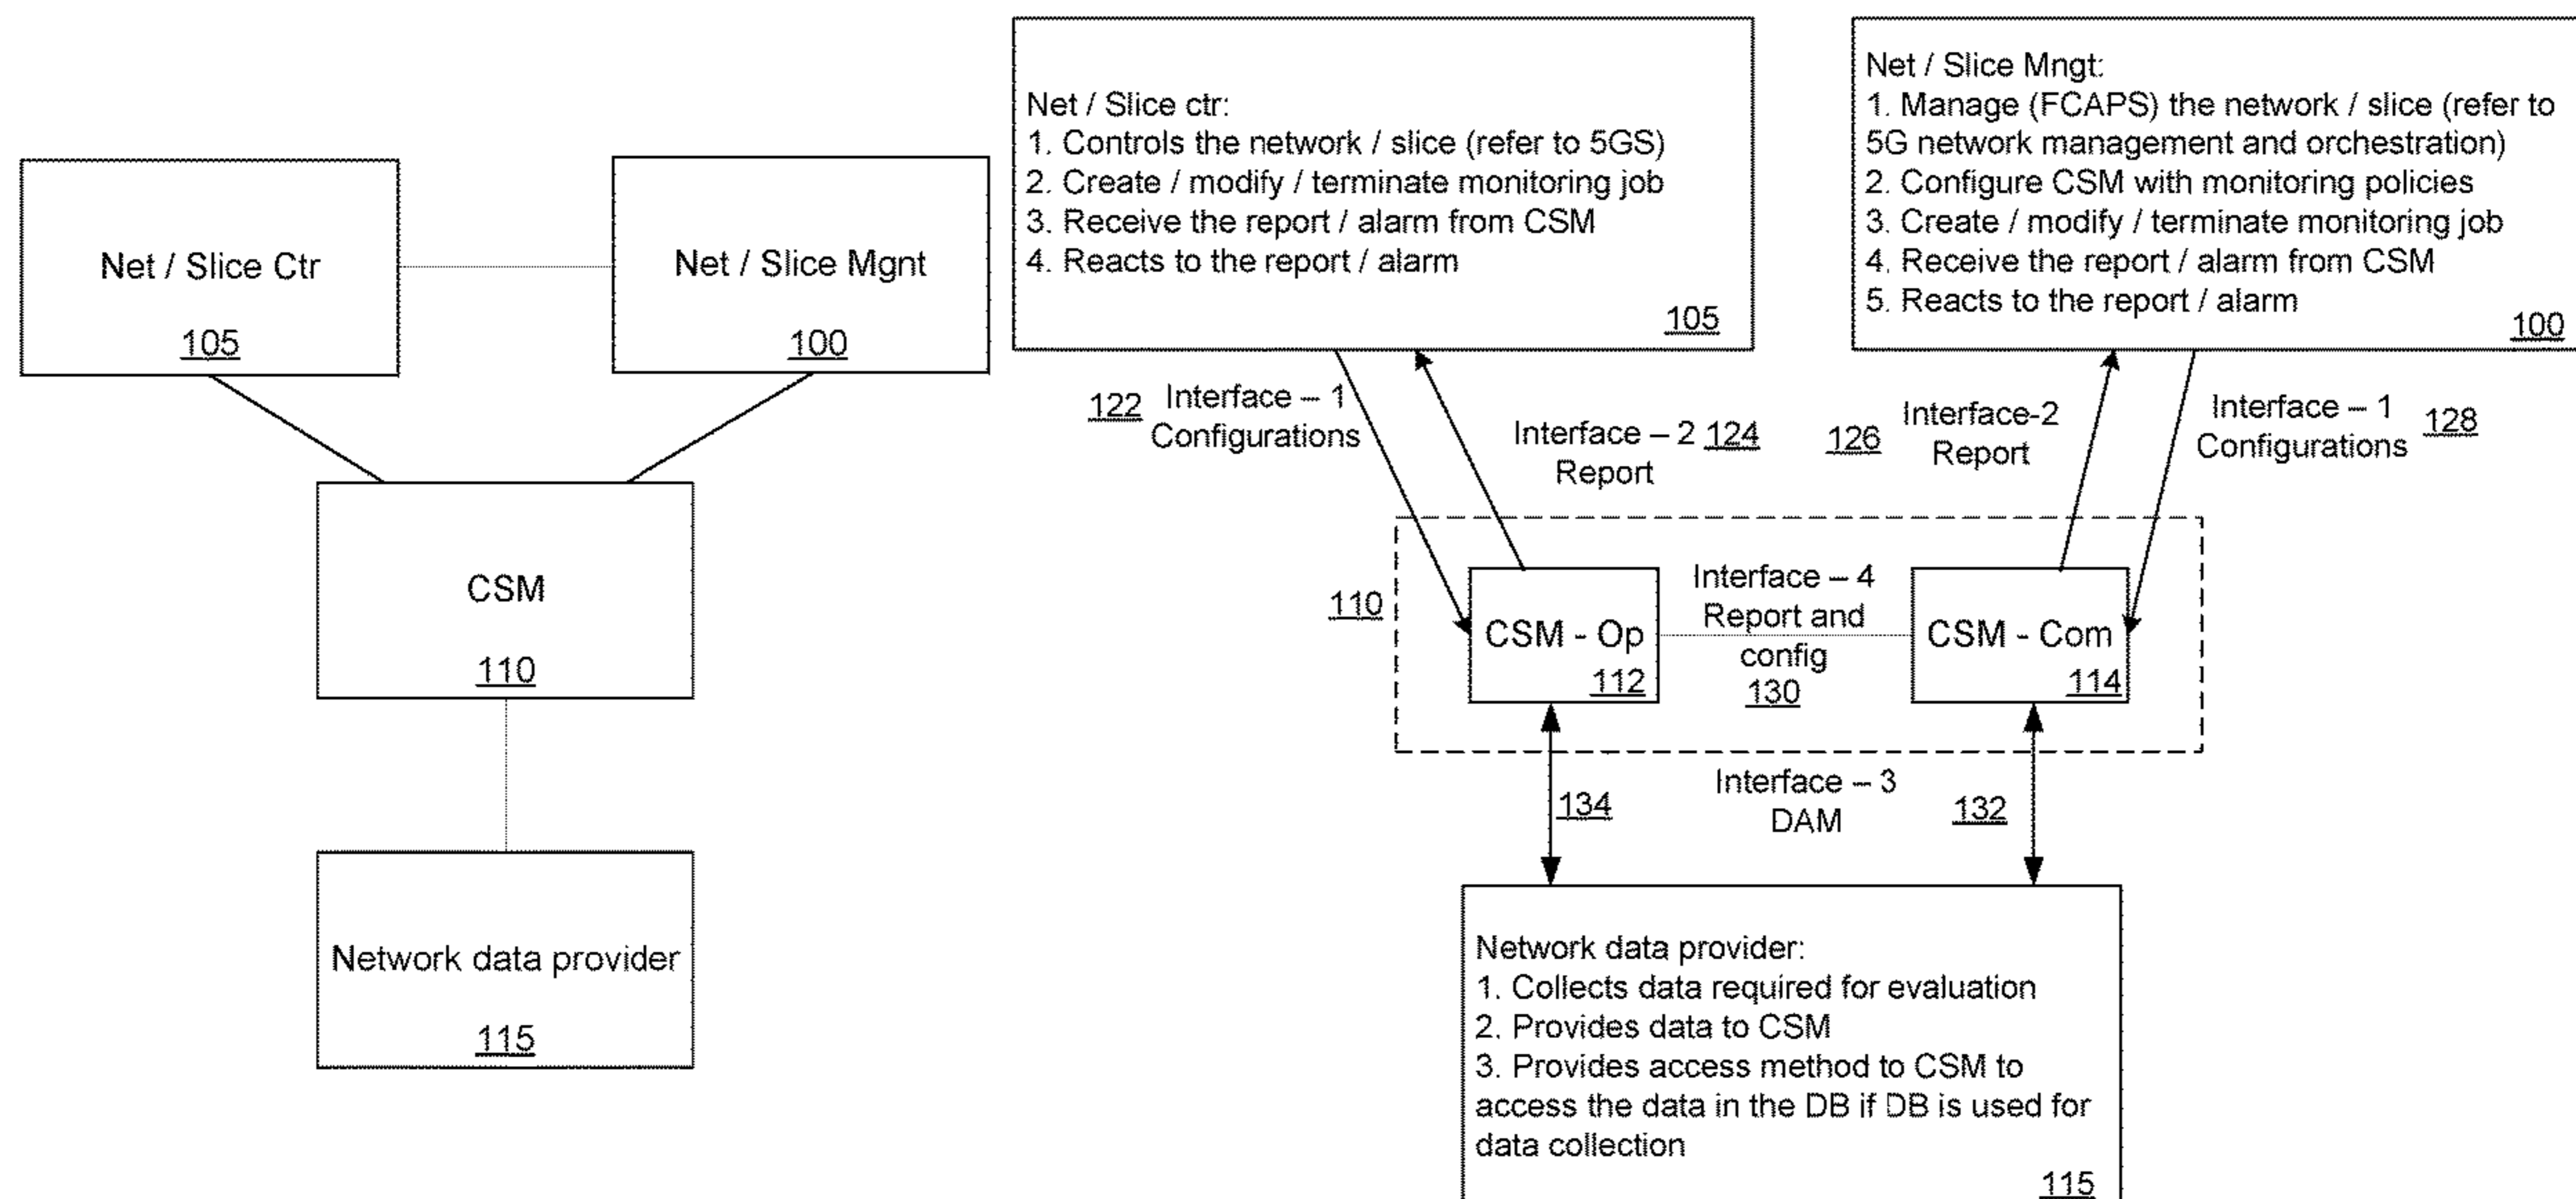 Net / Slice Ctr
105
Net / Slice Mgnt
100
CSM
110
Network data provider
115
Net / Slice ctr:
1. Controls the network / slice (refer to 5GS)
2. Create / modify / terminate monitoring job
3. Receive the report / alarm from CSM
4. Reacts to the report / alarm
105
Net / Slice Mngt:
1. Manage (FCAPS) the network / slice (refer to
5G network management and orchestration)
2. Configure CSM with monitoring policies
3. Create / modify / terminate monitoring job
4. Receive the report / alarm from CSM
5. Reacts to the report / alarm
100
122
Interface – 1
Configurations
Interface – 2 124
Report
126
Interface-2
Report
Interface – 1
Configurations
128
110
CSM - Op
112
Interface – 4
Report and
config
130
CSM - Com
114
134
Interface – 3
DAM
132
Network data provider:
1. Collects data required for evaluation
2. Provides data to CSM
3. Provides access method to CSM to
access the data in the DB if DB is used for
data collection
115